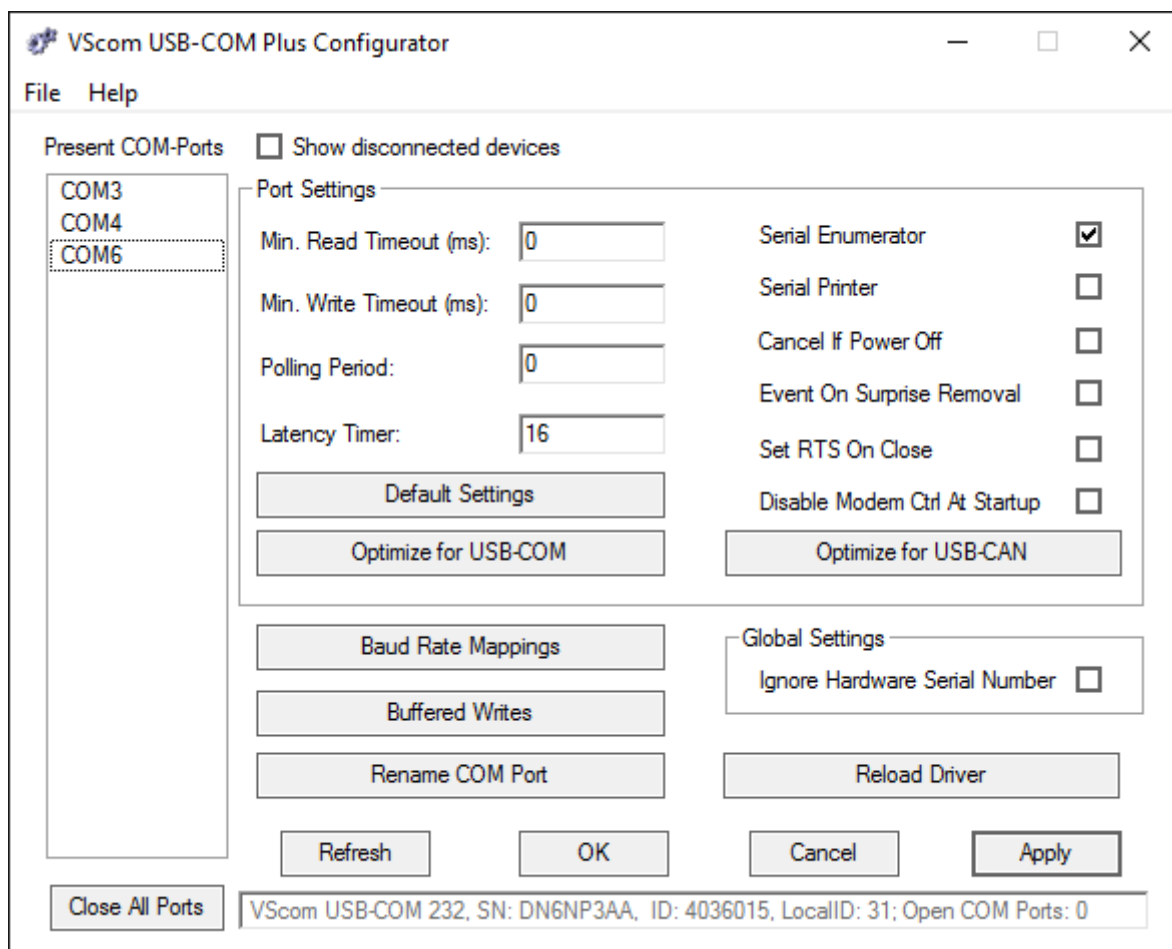 VScom USB-COM Plus Configurator
File Help
Present COM-Ports Show disconnected devices
COM3
COM4
COM6
Port Settings
Min. Read Timeout (ms): 0
Min. Write Timeout (ms): 0
Polling Period: 0
Latency Timer: 16
Default Settings
Optimize for USB-COM
Serial Enumerator
Serial Printer
Cancel If Power Off
Event On Surprise Removal
Set RTS On Close
Disable Modem Ctrl At Startup
Optimize for USB-CAN
Baud Rate Mappings
Buffered Writes
Rename COM Port
Global Settings
Ignore Hardware Serial Number
Reload Driver
Refresh OK Cancel Apply
Close All Ports VScom USB-COM 232, SN: DN6NP3AA, ID: 4036015, LocalID: 31; Open COM Ports: 0